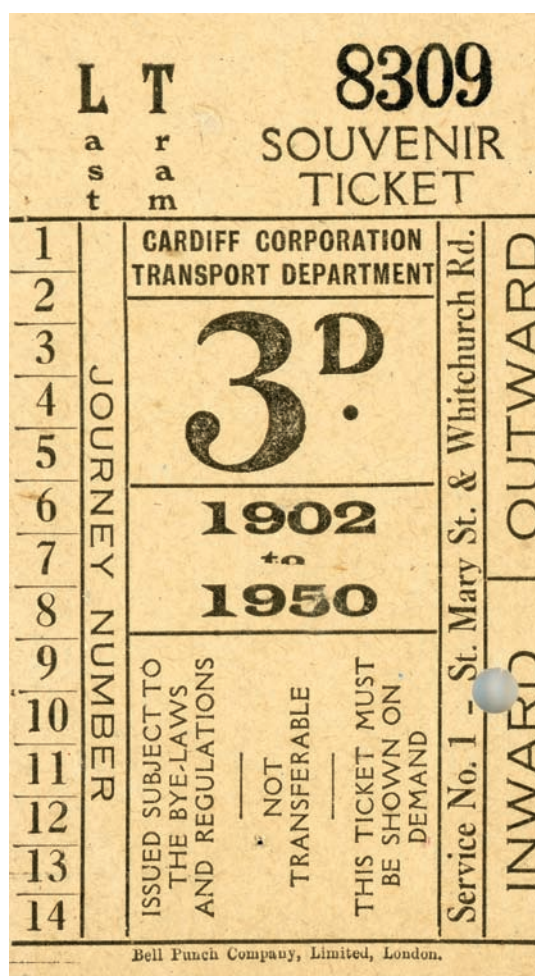 Last Tram
8309
SOUVENIR
TICKET
1
2
3
4
5
6
7
8
9
10
11
12
13
14
JOURNEY NUMBER
CARDIFF CORPORATION
TRANSPORT DEPARTMENT
3D.
1902
to
1950
ISSUED SUBJECT TO
THE BYE-LAWS
AND REGULATIONS
NOT
TRANSFERABLE
THIS TICKET MUST
BE SHOWN ON
DEMAND
Service No. 1 - St. Mary St. & Whitchurch Rd.
OUTWARD
INWARD
Bell Punch Company, Limited, London.